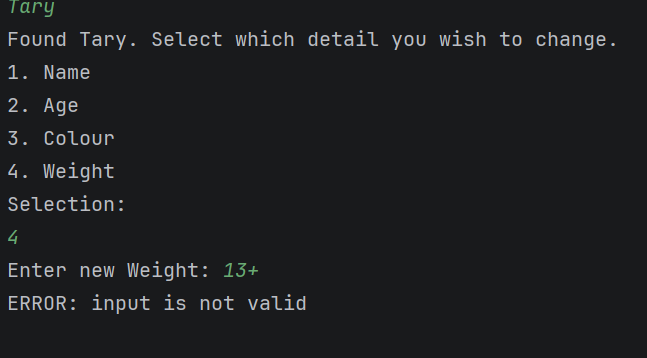 Tary
Found Tary. Select which detail you wish to change.
1. Name
2. Age
3. Colour
4. Weight
Selection:
4
Enter new Weight: 13+
ERROR: input is not valid